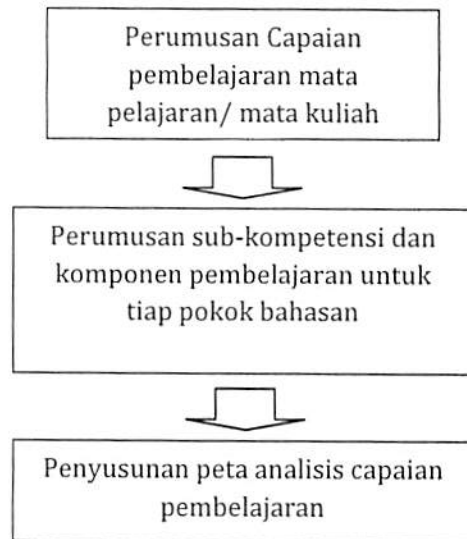 Perumusan Capaian
pembelajaran mata
pelajaran/ mata kuliah
Perumusan sub-kompetensi dan
komponen pembelajaran untuk
tiap pokok bahasan
Penyusunan peta analisis capaian
pembelajaran